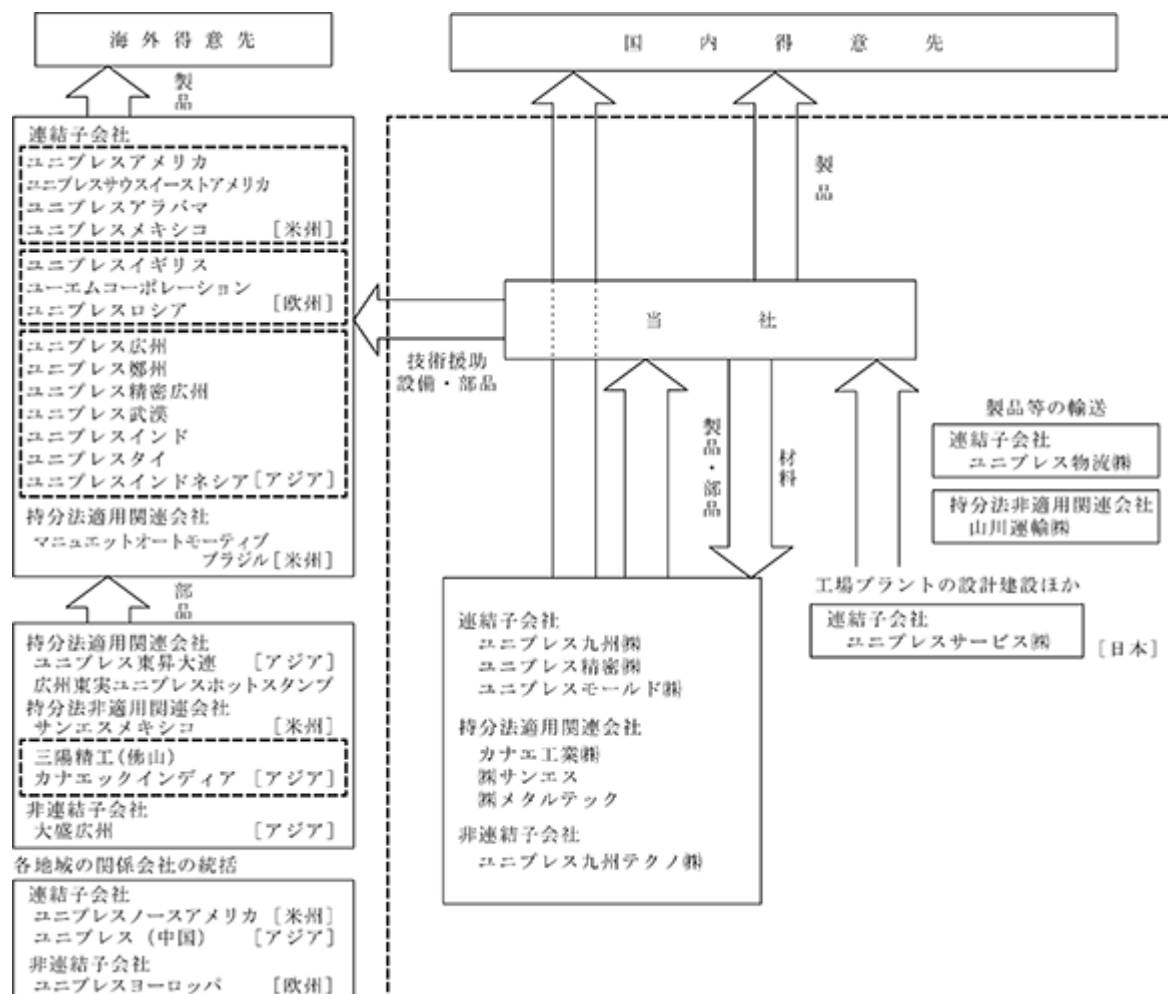 海外得意先
国内得意先
製品
連結子会社
ユニプレスアメリカ
ユニプレスサウスイーストアメリカ
ユニプレスアラバマ
ユニプレスメキシコ [米州]
ユニプレスイギリス
ユーエムコーポレーション
ユニプレスロシア [欧州]
ユニプレス広州
ユニプレス鄭州
ユニプレス精密広州
ユニプレス武漢
ユニプレスインド
ユニプレスタイ
ユニプレスインドネシア [アジア]
持分法適用関連会社
マニュエットオートモーティブ
ブラジル [米州]
部品
持分法適用関連会社
ユニプレス東昇大連 [アジア]
広州東実ユニプレスホットスタンプ
持分法非適用関連会社
サンエスメキシコ [米州]
三陽精工(佛山)
カナエックインディア [アジア]
非連結子会社
大盛広州 [アジア]
各地域の関係会社の統括
連結子会社
ユニプレスノースアメリカ [米州]
ユニプレス (中国) [アジア]
非連結子会社
ユニプレスヨーロッパ [欧州]
製品
当社
技術援助
設備・部品
製品・部品
材料
連結子会社
ユニプレス九州㈱
ユニプレス精密㈱
ユニプレスモールド㈱
持分法適用関連会社
カナエ工業㈱
㈱サンエス
㈱メタルテック
非連結子会社
ユニプレス九州テクノ㈱
製品等の輸送
連結子会社
ユニプレス物流㈱
持分法非適用関連会社
山川運輸㈱
工場プラントの設計建設ほか
連結子会社
ユニプレスサービス㈱
[日本]